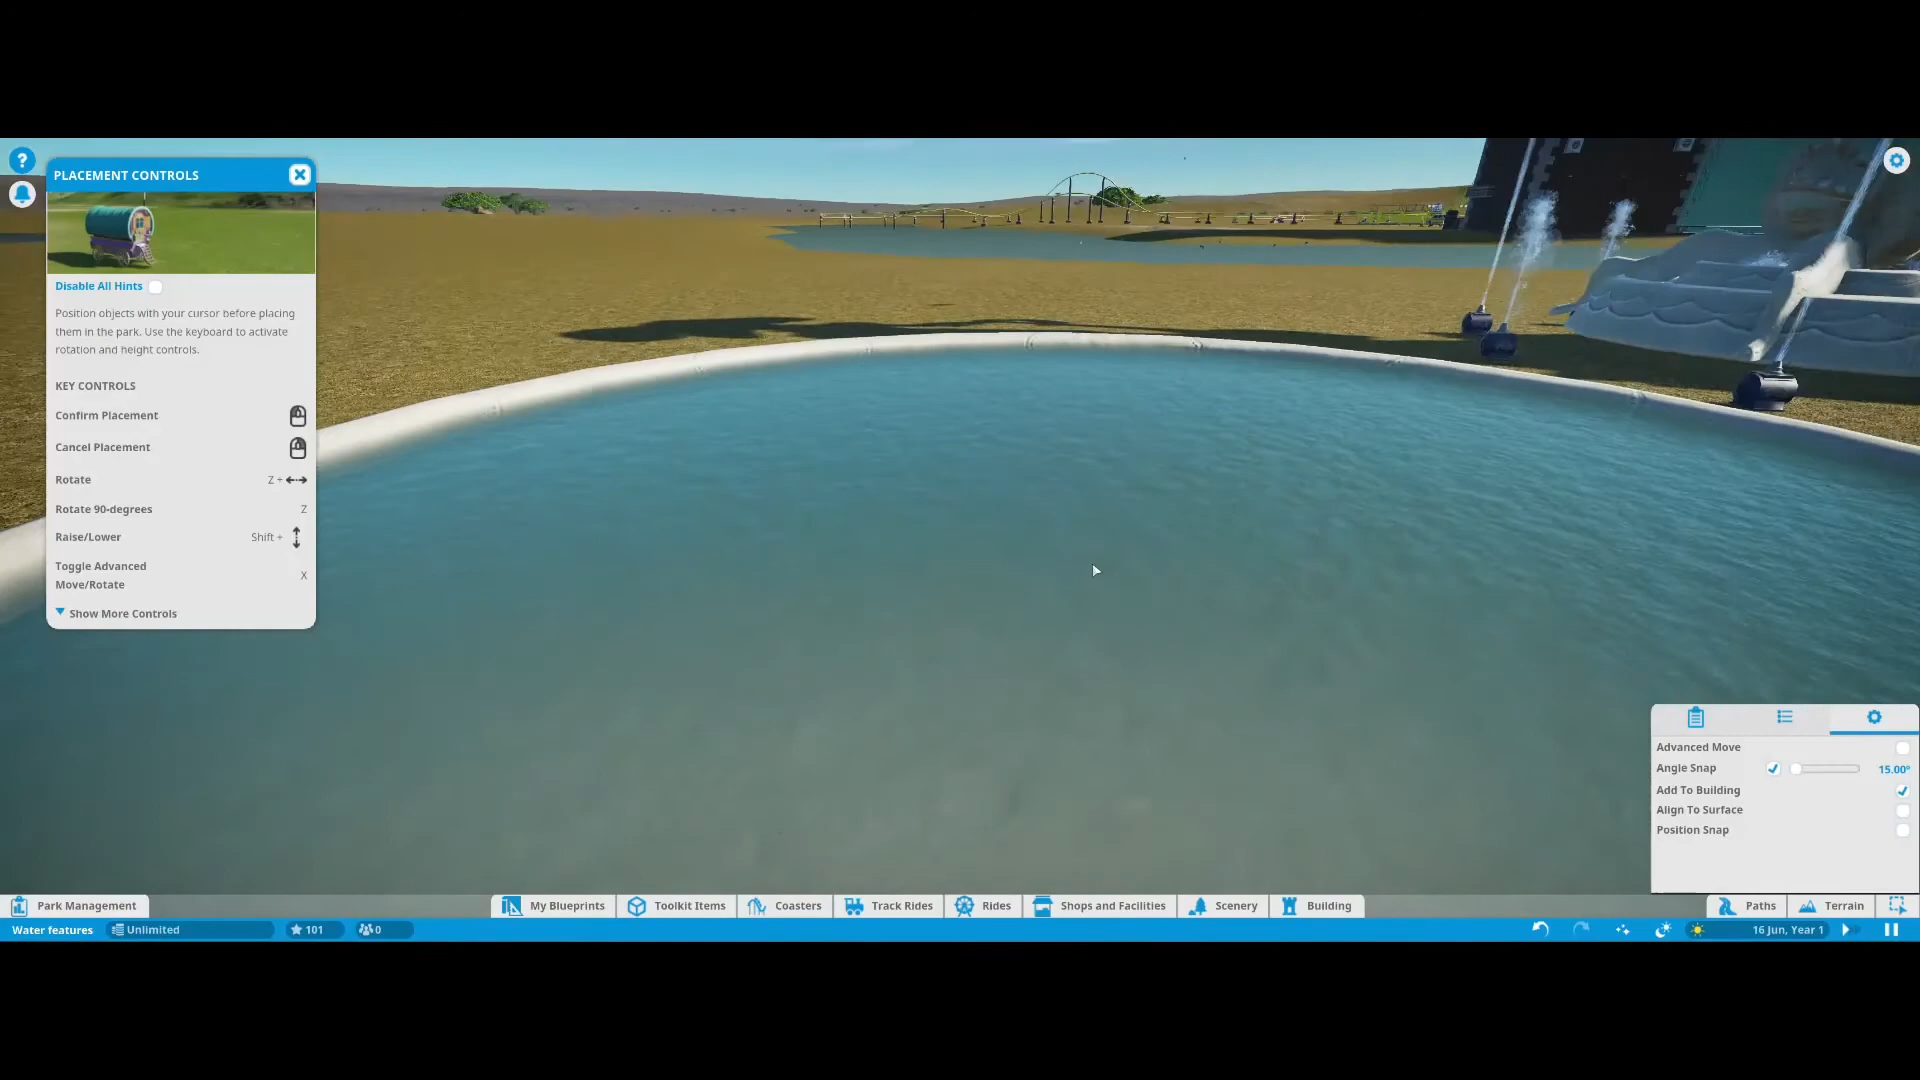 ?
PLACEMENT CONTROLS
Disable All Hints
Position objects with your cursor before placing
them in the park. Use the keyboard to activate
rotation and height controls.
KEY CONTROLS
Confirm Placement
Cancel Placement
Rotate Z +
Rotate 90-degrees Z
Raise/Lower Shift +
Toggle Advanced
Move/Rotate X
Show More Controls
Advanced Move
Angle Snap 15.00°
Add To Building
Align To Surface
Position Snap
Park Management My Blueprints Toolkit Items Coasters Track Rides Rides Shops and Facilities Scenery Building Paths Terrain
Water features Unlimited 101 0 16 Jun, Year 1